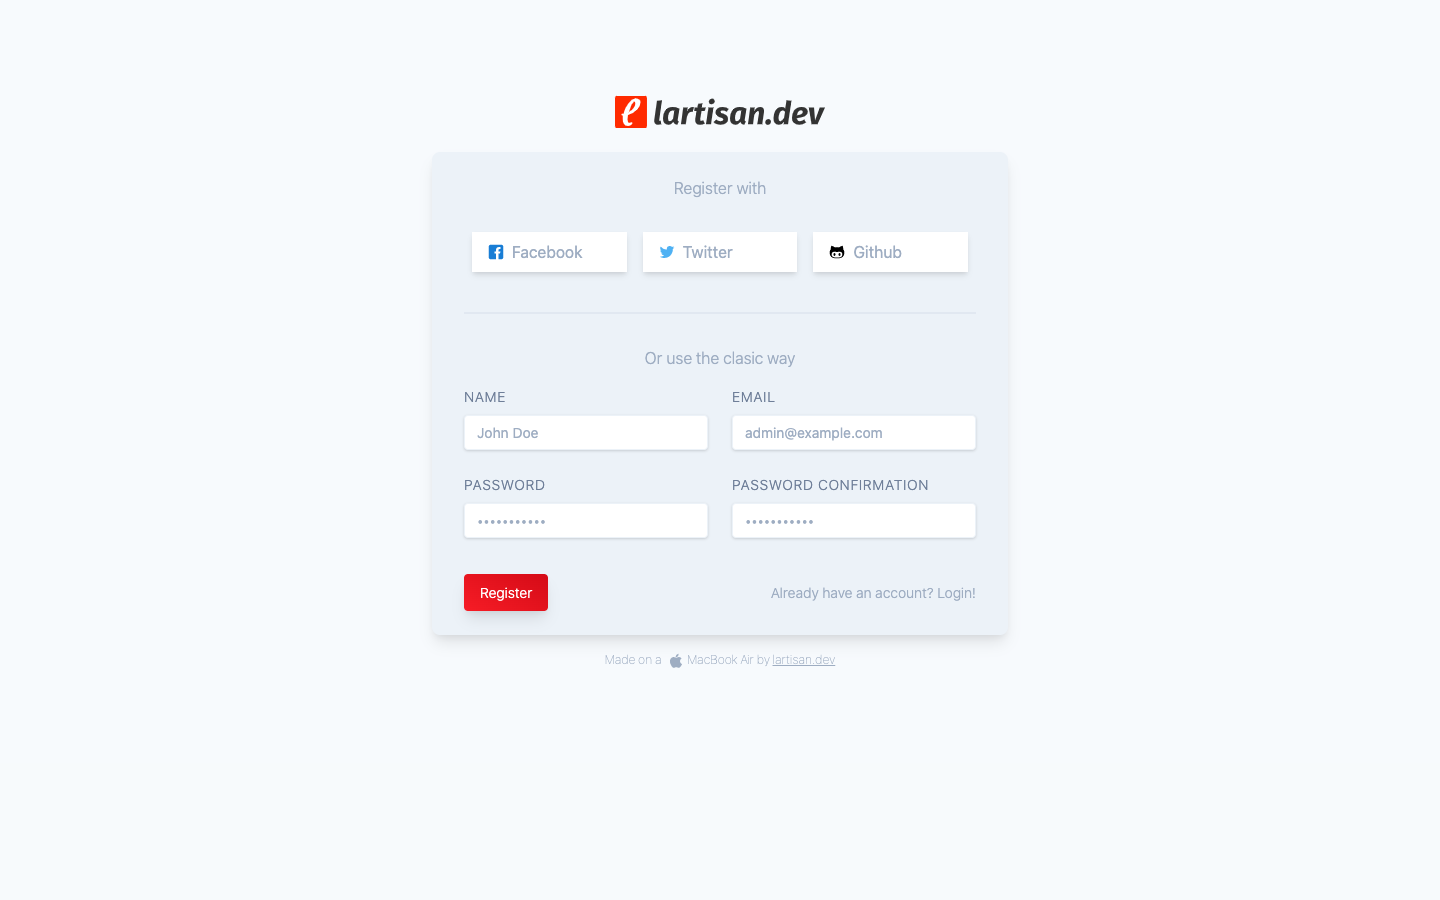 lartisan.dev
Register with
Facebook Twitter Github
Or use the clasic way
NAME EMAIL
John Doe admin@example.com
PASSWORD PASSWORD CONFIRMATION
•••••••••••  •••••••••••
Register Already have an account? Login!
Made on a MacBook Air by lartisan.dev